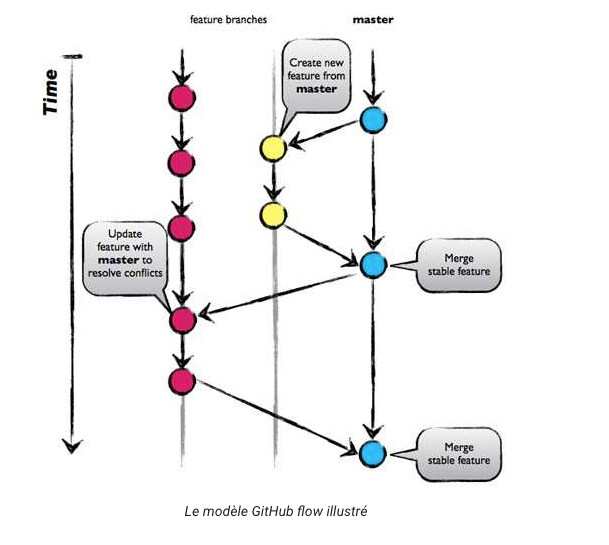 feature branches
master
Time
Create new
feature from
master
Update
feature with
master to
resolve conflicts
Merge
stable feature
Merge
stable feature
Le modèle GitHub flow illustré